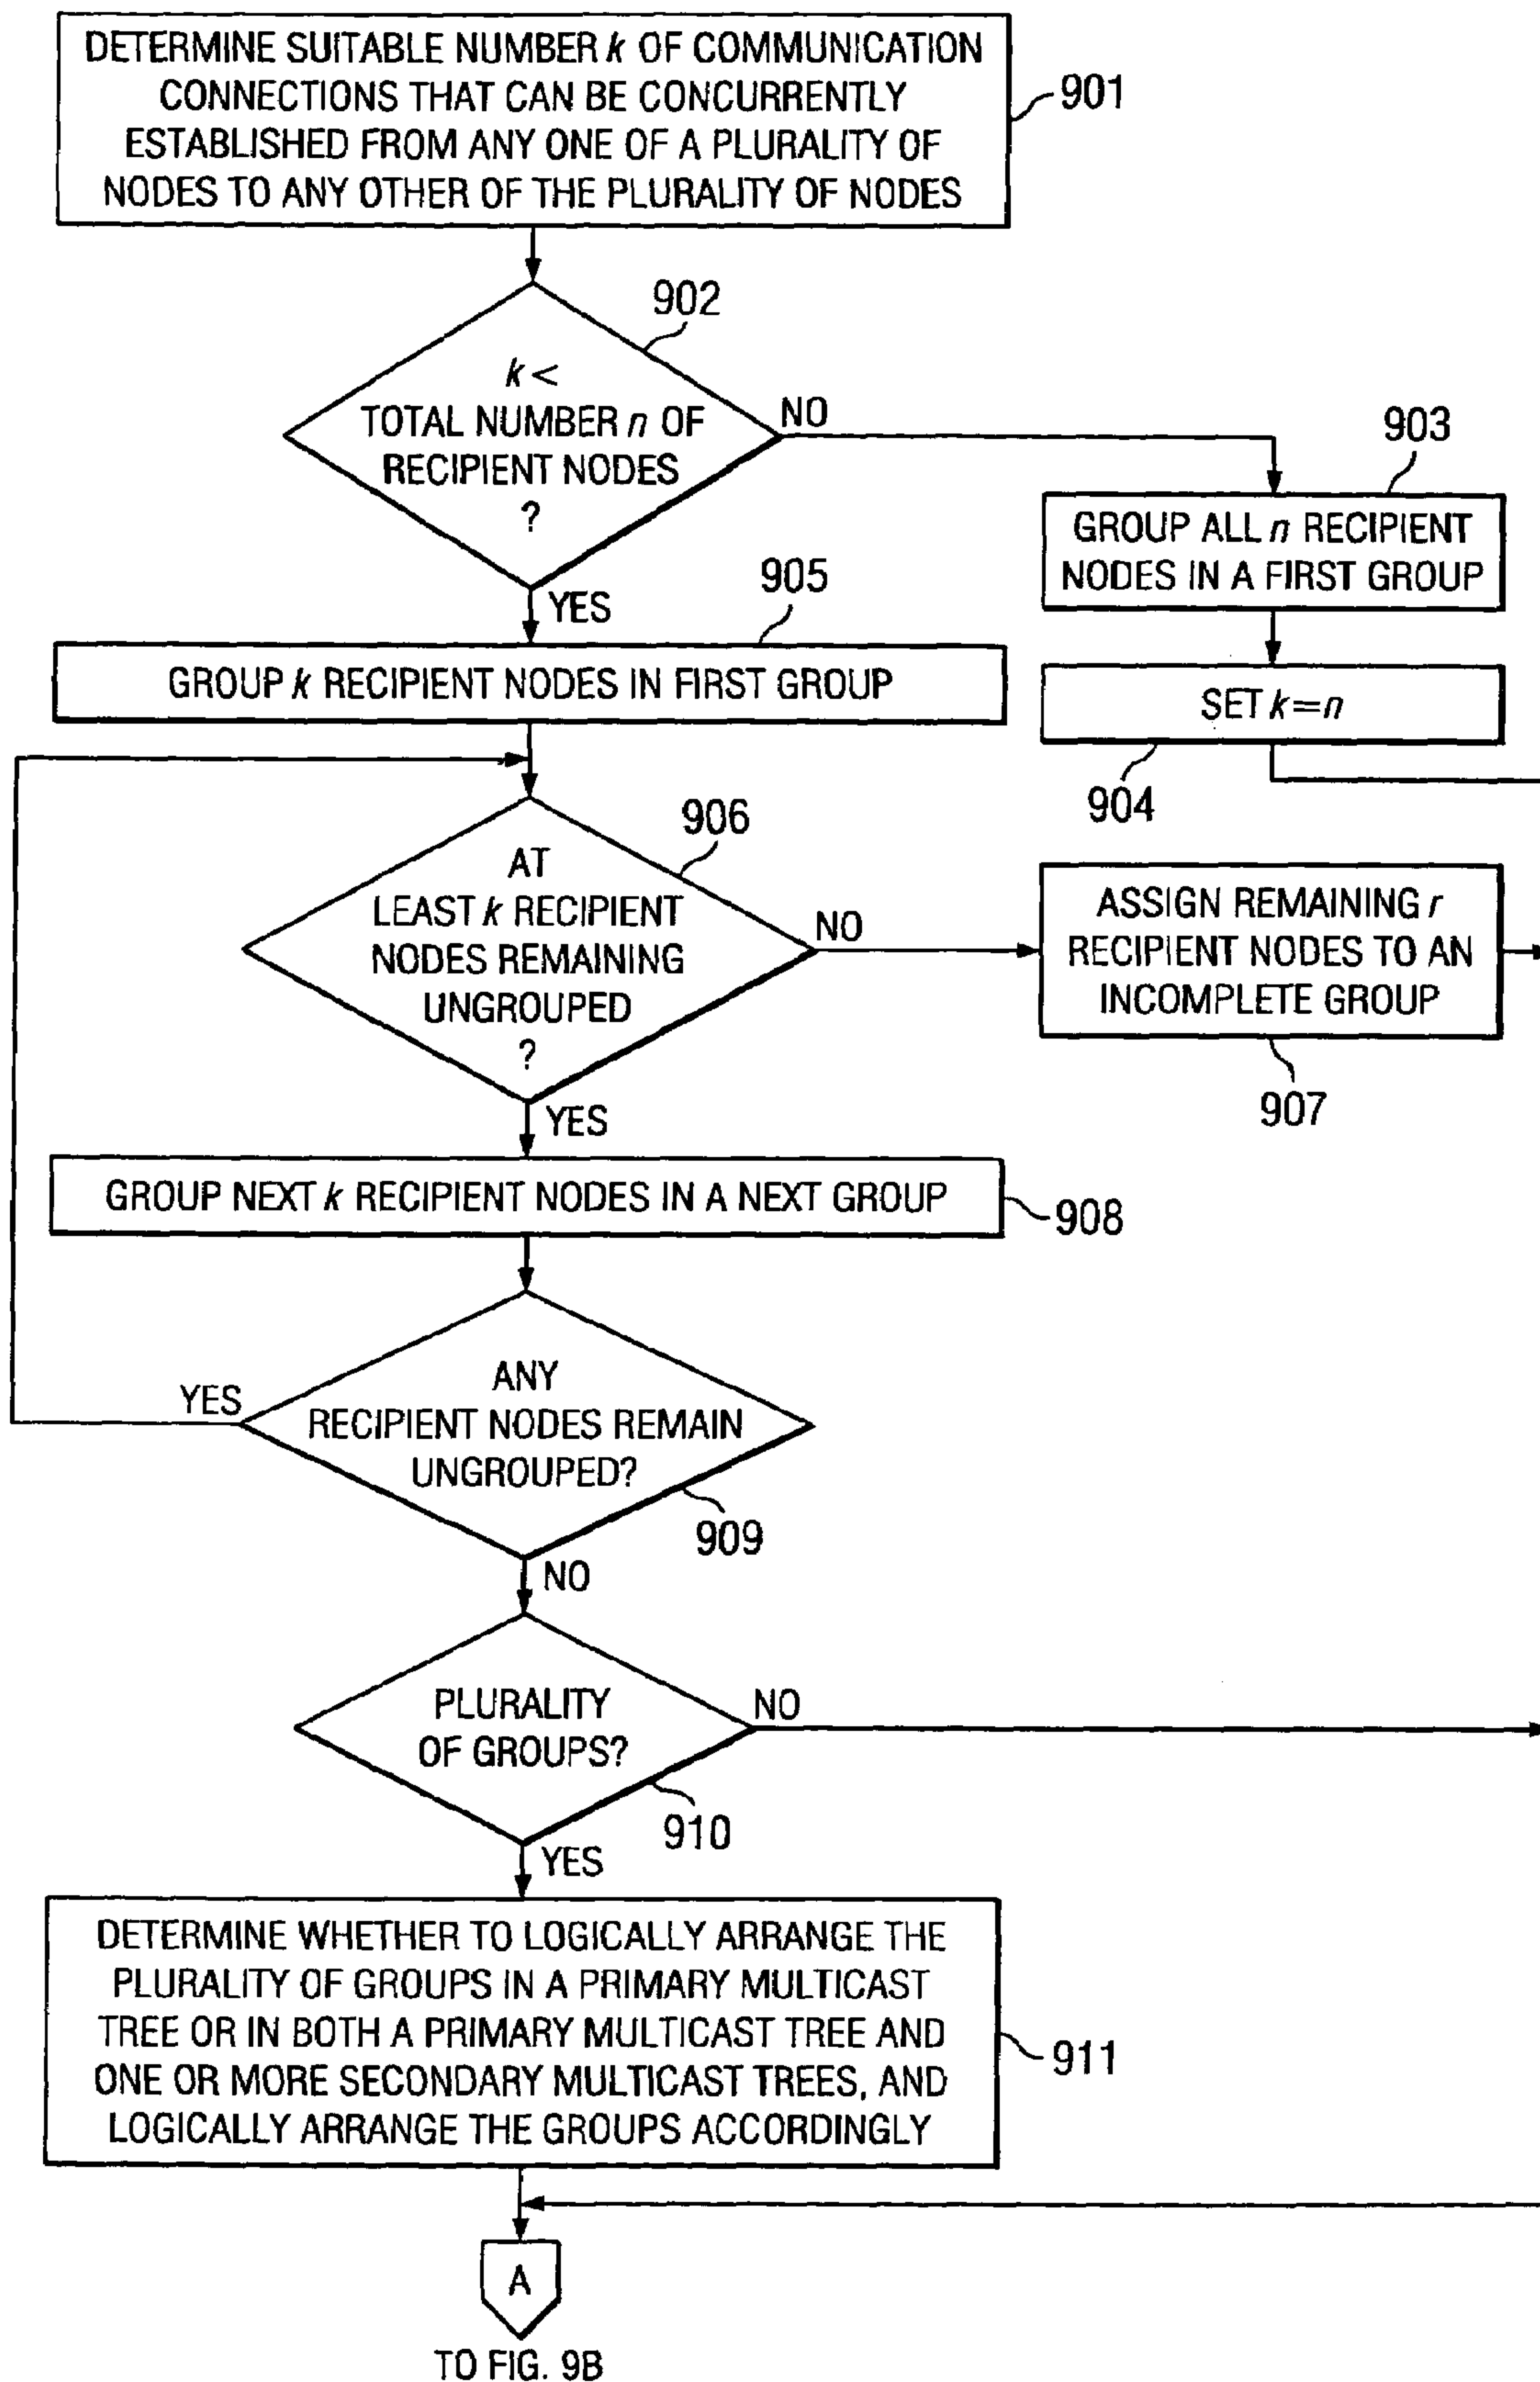 DETERMINE SUITABLE NUMBER k OF COMMUNICATION
CONNECTIONS THAT CAN BE CONCURRENTLY
ESTABLISHED FROM ANY ONE OF A PLURALITY OF
NODES TO ANY OTHER OF THE PLURALITY OF NODES
901
902
k <
TOTAL NUMBER n OF
RECIPIENT NODES
?
NO
903
GROUP ALL n RECIPIENT
NODES IN A FIRST GROUP
YES
905
GROUP k RECIPIENT NODES IN FIRST GROUP
SET k=n
904
906
AT
LEAST k RECIPIENT
NODES REMAINING
UNGROUPED
?
NO
ASSIGN REMAINING r
RECIPIENT NODES TO AN
INCOMPLETE GROUP
907
YES
GROUP NEXT k RECIPIENT NODES IN A NEXT GROUP
908
ANY
RECIPIENT NODES REMAIN
UNGROUPED?
YES
909
NO
PLURALITY
OF GROUPS?
NO
910
YES
DETERMINE WHETHER TO LOGICALLY ARRANGE THE
PLURALITY OF GROUPS IN A PRIMARY MULTICAST
TREE OR IN BOTH A PRIMARY MULTICAST TREE AND
ONE OR MORE SECONDARY MULTICAST TREES, AND
LOGICALLY ARRANGE THE GROUPS ACCORDINGLY
911
A
TO FIG. 9B